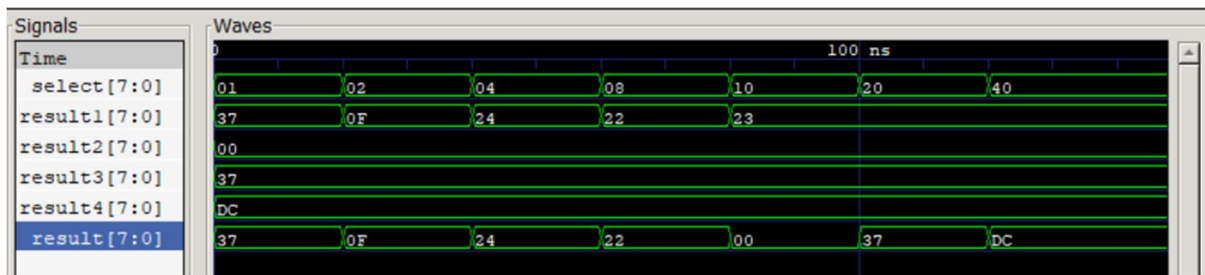 Signals Waves
Time 0 100 ns
select[7:0] 01 02 04 08 10 20 40
result1[7:0] 37 0F 24 22 23
result2[7:0] 00
result3[7:0] 37
result4[7:0] DC
result[7:0] 37 0F 24 22 00 37 DC